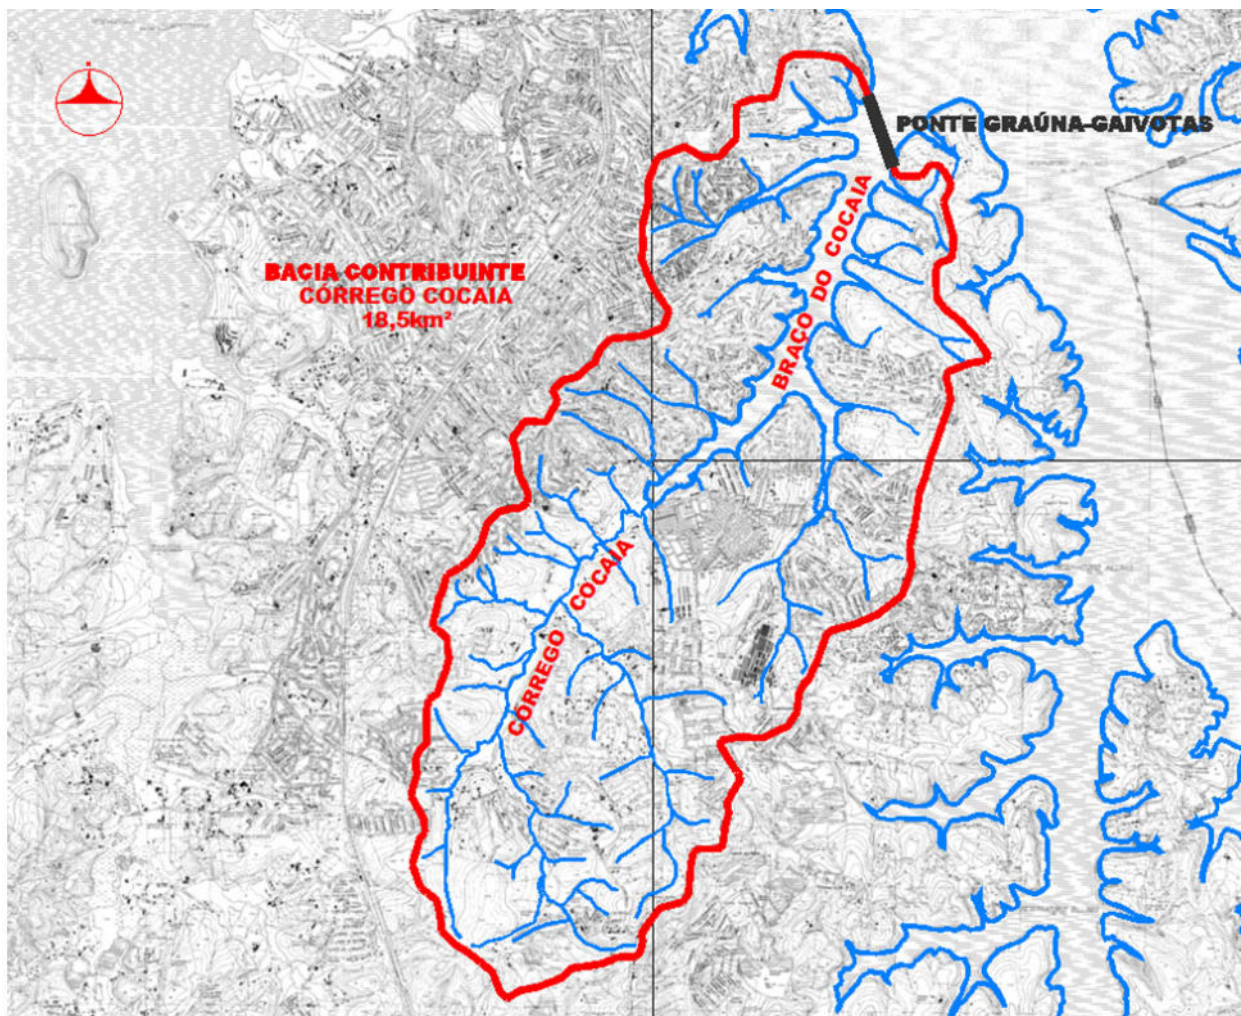 PONTE GRAÚNA-GAIVOTAS
BRAÇO DO COCAIA
BACIA CONTRIBUINTE
CÓRREGO COCAIA
18,5km²
CÓRREGO COCAIA